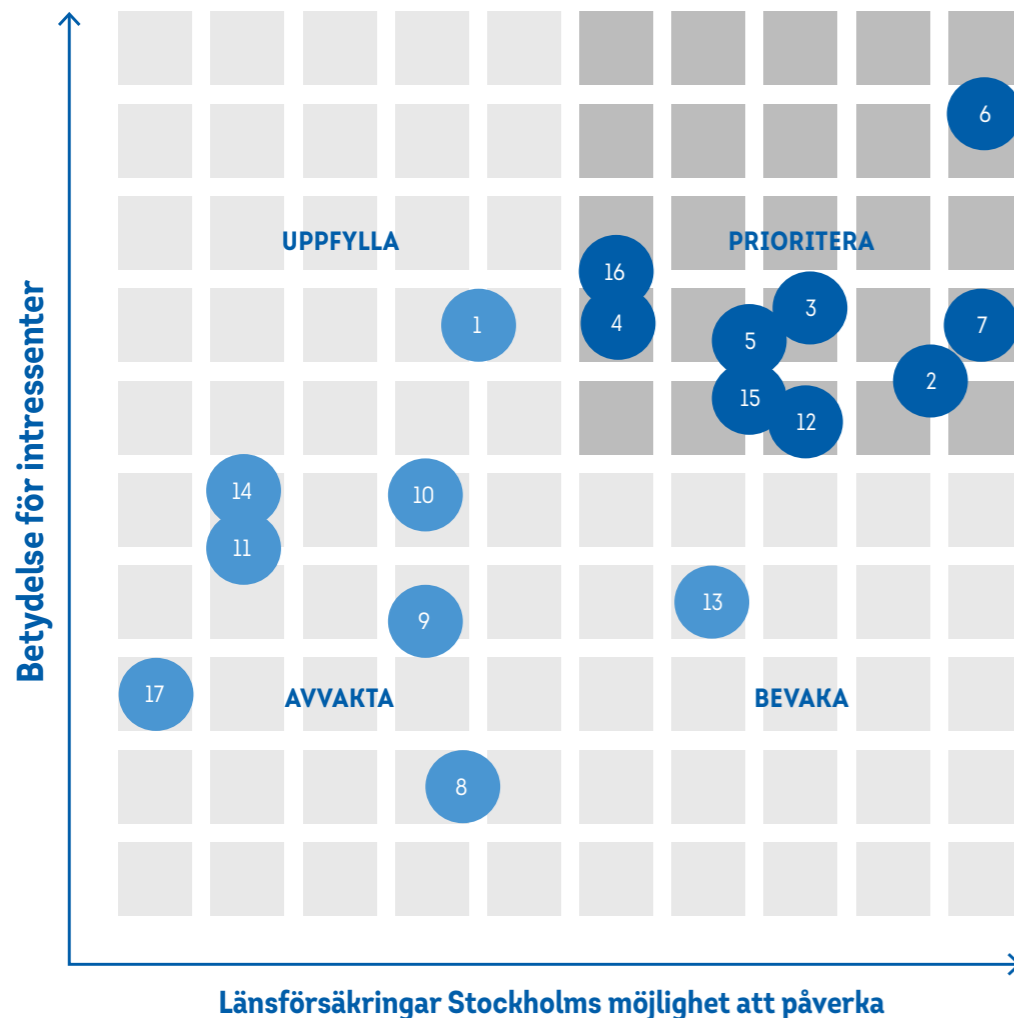 Betydelse för intressenter
6
UPPFYLLA
PRIORITERA
16
3
1
4
7
5
2
15
12
14
10
11
13
9
17
AVVAKTA
BEVAKA
8
Länsförsäkringar Stockholms möjlighet att påverka